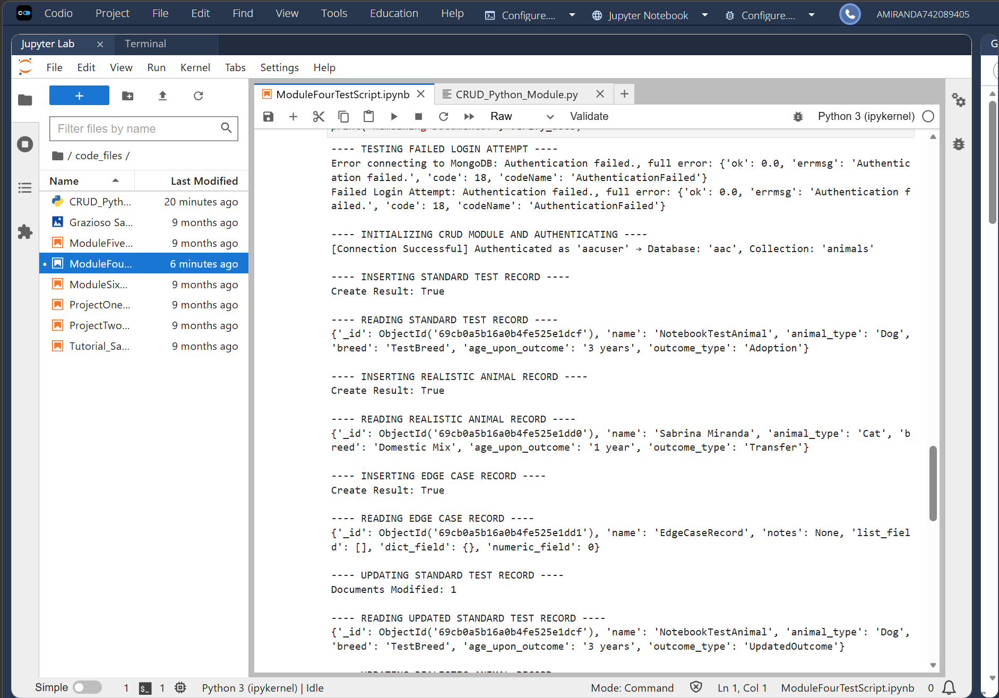 Codio Project File Edit Find View Tools Education Help Configure.... Jupyter Notebook Configure.... AMIRANDA742089405
Jupyter Lab Terminal
File Edit View Run Kernel Tabs Settings Help
ModuleFourTestScript.ipynb CRUD_Python_Module.py
Raw Validate Python 3 (ipykernel)
Filter files by name
/ code_files /
Name Last Modified
CRUD_Pyth... 20 minutes ago
Grazioso Sa... 9 months ago
ModuleFive... 9 months ago
ModuleFou... 6 minutes ago
ModuleSix... 9 months ago
ProjectOne... 9 months ago
ProjectTwo... 9 months ago
Tutorial_Sa... 9 months ago
---- TESTING FAILED LOGIN ATTEMPT ----
Error connecting to MongoDB: Authentication failed., full error: {'ok': 0.0, 'errmsg': 'Authentic
ation failed.', 'code': 18, 'codeName': 'AuthenticationFailed'}
Failed Login Attempt: Authentication failed., full error: {'ok': 0.0, 'errmsg': 'Authentication f
ailed.', 'code': 18, 'codeName': 'AuthenticationFailed'}
---- INITIALIZING CRUD MODULE AND AUTHENTICATING ----
[Connection Successful] Authenticated as 'aacuser' → Database: 'aac', Collection: 'animals'
---- INSERTING STANDARD TEST RECORD ----
Create Result: True
---- READING STANDARD TEST RECORD ----
{'_id': ObjectId('69cb0a5b16a0b4fe525e1dcf'), 'name': 'NotebookTestAnimal', 'animal_type': 'Dog',
'breed': 'TestBreed', 'age_upon_outcome': '3 years', 'outcome_type': 'Adoption'}
---- INSERTING REALISTIC ANIMAL RECORD ----
Create Result: True
---- READING REALISTIC ANIMAL RECORD ----
{'_id': ObjectId('69cb0a5b16a0b4fe525e1dd0'), 'name': 'Sabrina Miranda', 'animal_type': 'Cat', 'b
reed': 'Domestic Mix', 'age_upon_outcome': '1 year', 'outcome_type': 'Transfer'}
---- INSERTING EDGE CASE RECORD ----
Create Result: True
---- READING EDGE CASE RECORD ----
{'_id': ObjectId('69cb0a5b16a0b4fe525e1dd1'), 'name': 'EdgeCaseRecord', 'notes': None, 'list_fiel
d': [], 'dict_field': {}, 'numeric_field': 0}
---- UPDATING STANDARD TEST RECORD ----
Documents Modified: 1
---- READING UPDATED STANDARD TEST RECORD ----
{'_id': ObjectId('69cb0a5b16a0b4fe525e1dcf'), 'name': 'NotebookTestAnimal', 'animal_type': 'Dog',
'breed': 'TestBreed', 'age_upon_outcome': '3 years', 'outcome_type': 'UpdatedOutcome'}
Simple 1 1 Python 3 (ipykernel) | Idle Mode: Command Ln 1, Col 1 ModuleFourTestScript.ipynb 0